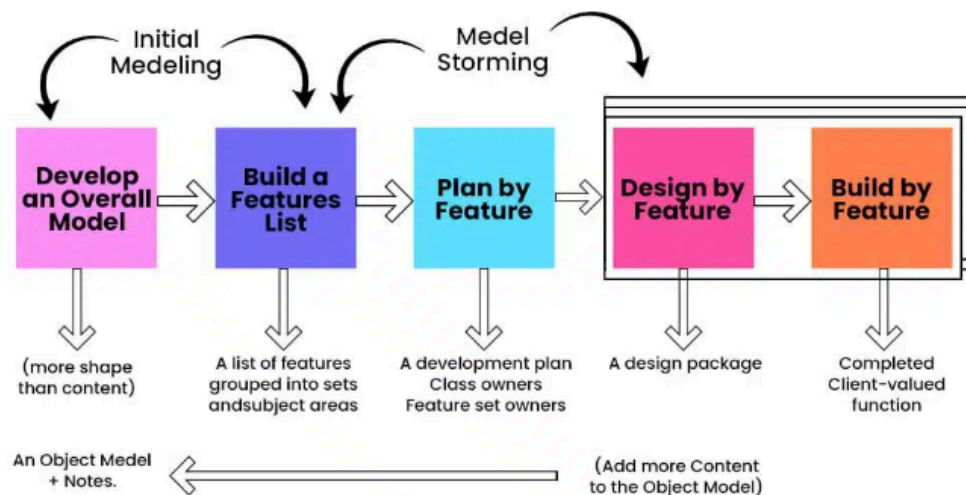 Initial
Medeling
Medel
Storming
Develop
an Overall
Model
Build a
Features
List
Plan by
Feature
Design by
Feature
Build by
Feature
(more shape
than content)
A list of features
grouped into sets
andsubject areas
A development plan
Class owners
Feature set owners
A design package
Completed
Client-valued
function
An Object Medel
+ Notes.
(Add more Content
to the Object Model)